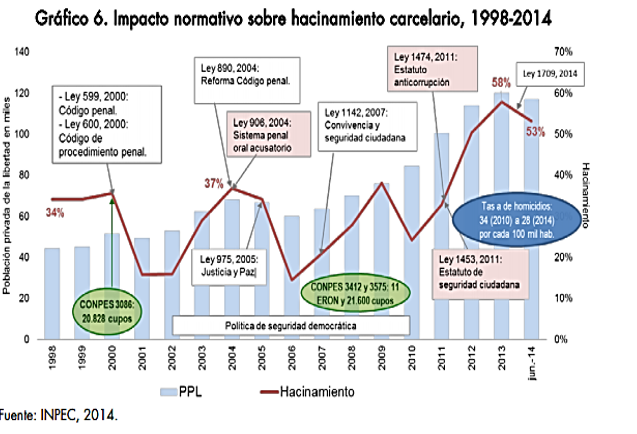 Gráfico 6. Impacto normativo sobre hacinamiento carcelario, 1998-2014
140
120
100
80
60
40
20
0
Población privada de la libertad en miles
70%
60%
50%
40%
30%
20%
10%
0%
Hacinamiento
- Ley 599, 2000:
Código penal.
- Ley 600, 2000:
Código de
procedimiento penal.
Ley 890, 2004:
Reforma Código penal.
Ley 906, 2004:
Sistema penal
oral acusatorio
Ley 1142, 2007:
Convivencia y
seguridad ciudadana
Ley 1474, 2011:
Estatuto
anticorrupción
58%
Ley 1709, 2014
53%
34%
37%
Tas a de homicidios:
34 (2010) a 28 (2014)
por cada 100 mil hab.
Ley 975, 2005:
Justicia y Paz
Ley 1453, 2011:
Estatuto de
seguridad ciudadana
CONPES 3086:
20.828 cupos
CONPES 3412 y 3575: 11
ERON y 21.600 cupos
Política de seguridad democrática
1998
1999
2000
2001
2002
2003
2004
2005
2006
2007
2008
2009
2010
2011
2012
2013
jun.-14
PPL
Hacinamiento
Fuente: INPEC, 2014.